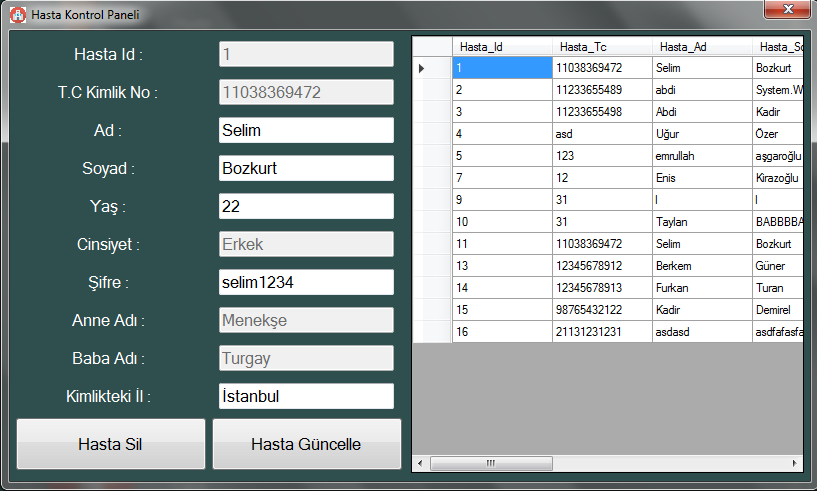 Hasta Kontrol Paneli
Hasta Id : 1
T.C Kimlik No : 11038369472
Ad : Selim
Soyad : Bozkurt
Yaş : 22
Cinsiyet : Erkek
Şifre : selim1234
Anne Adı : Menekşe
Baba Adı : Turgay
Kimlikteki İl : İstanbul
Hasta Sil Hasta Güncelle
Hasta_Id Hasta_Tc Hasta_Ad Hasta_So
1 11038369472 Selim Bozkurt
2 11233655489 abdi System.W
3 11233655498 Abdi Kadir
4 asd Uğur Özer
5 123 emrullah aşgaroğlu
7 12 Enis Kirazoğlu
9 31 l l
10 31 Taylan BABBBBA
11 11038369472 Selim Bozkurt
13 12345678912 Berkem Güner
14 12345678913 Furkan Turan
15 98765432122 Kadir Demirel
16 21131231231 asdasd asdfafasfa